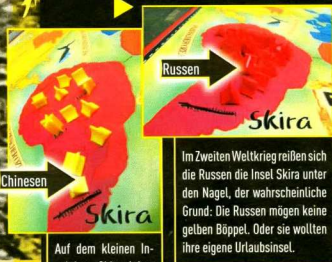 Russen
Skira
Chinesen
Skira
Im Zweiten Weltkrieg reißen sich
die Russen die Insel Skira unter
den Nagel, der wahrscheinliche
Grund: Die Russen mögen keine
gelben Böppel. Oder sie wollten
ihre eigene Urlaubsinsel.
Auf dem kleinen In-